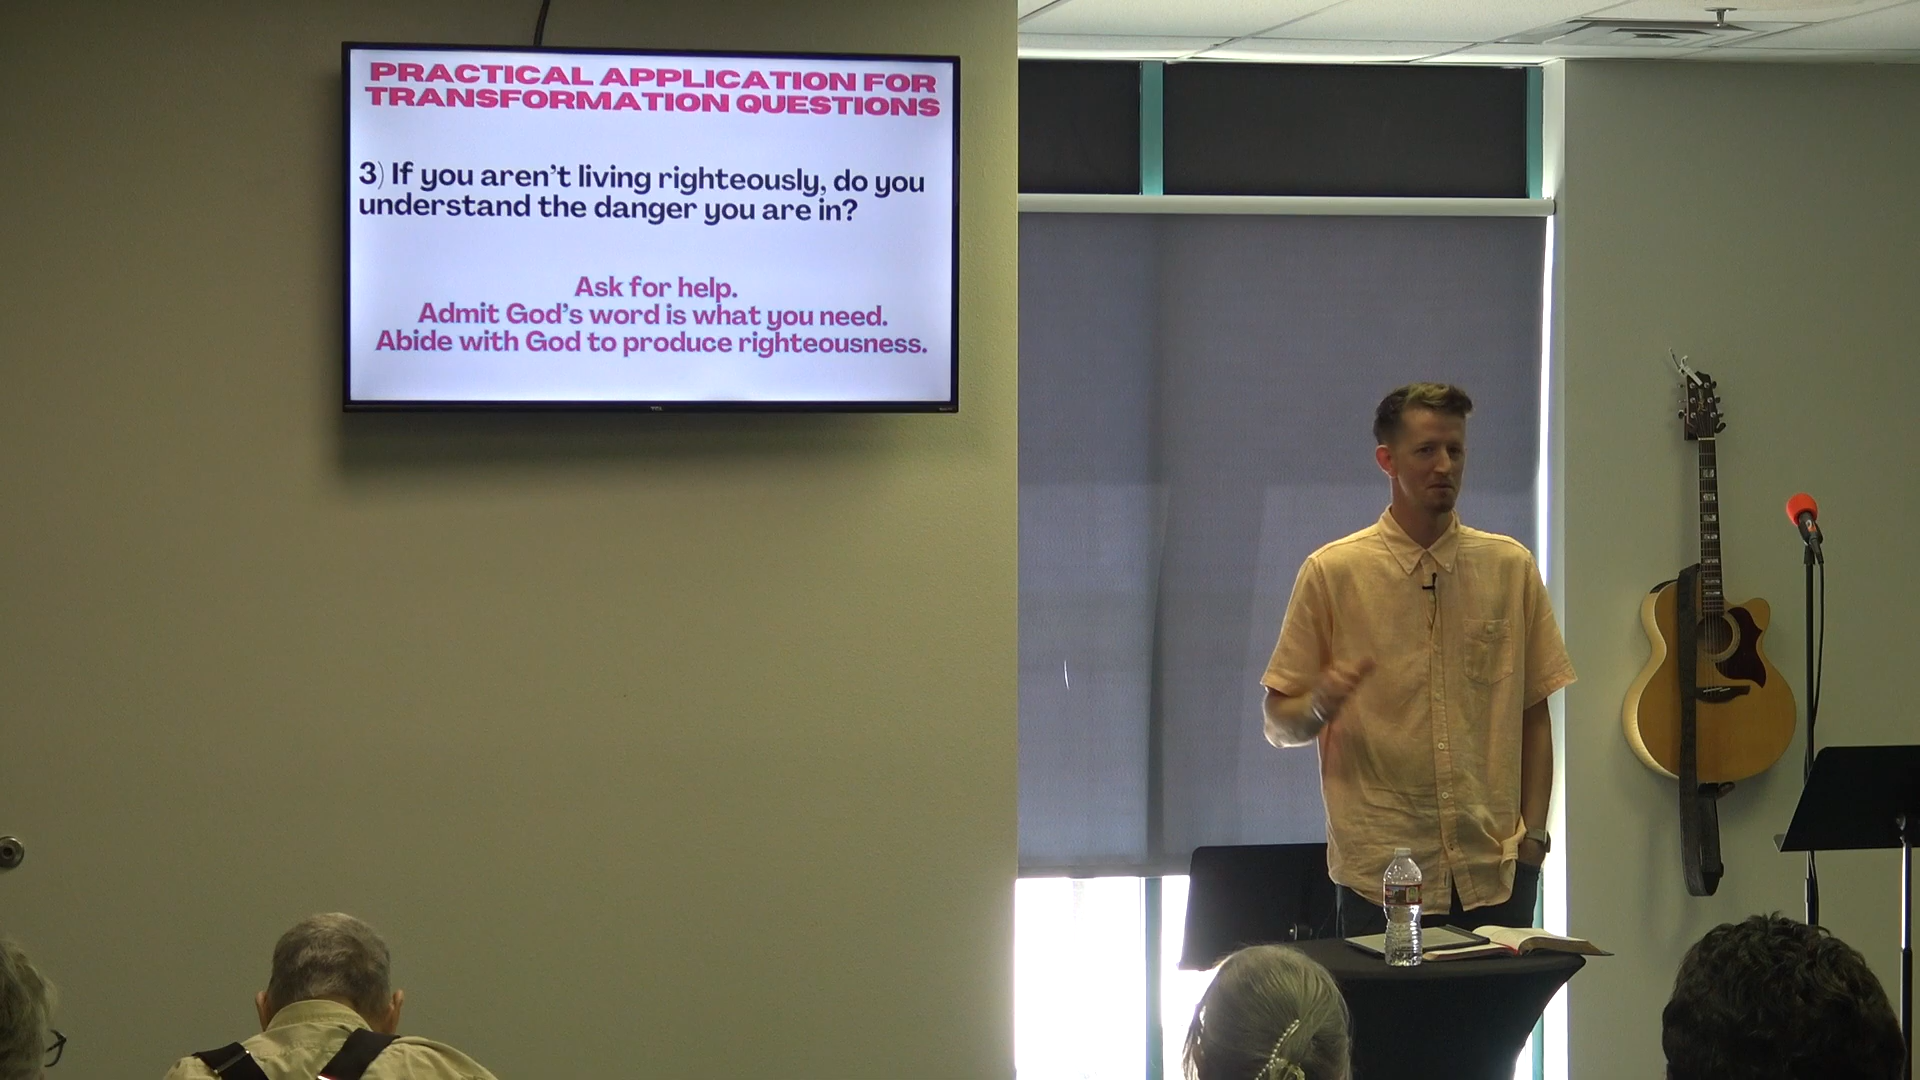 PRACTICAL APPLICATION FOR
TRANSFORMATION QUESTIONS
3) If you aren't living righteously, do you
understand the danger you are in?
Ask for help.
Admit God's word is what you need.
Abide with God to produce righteousness.
TCL